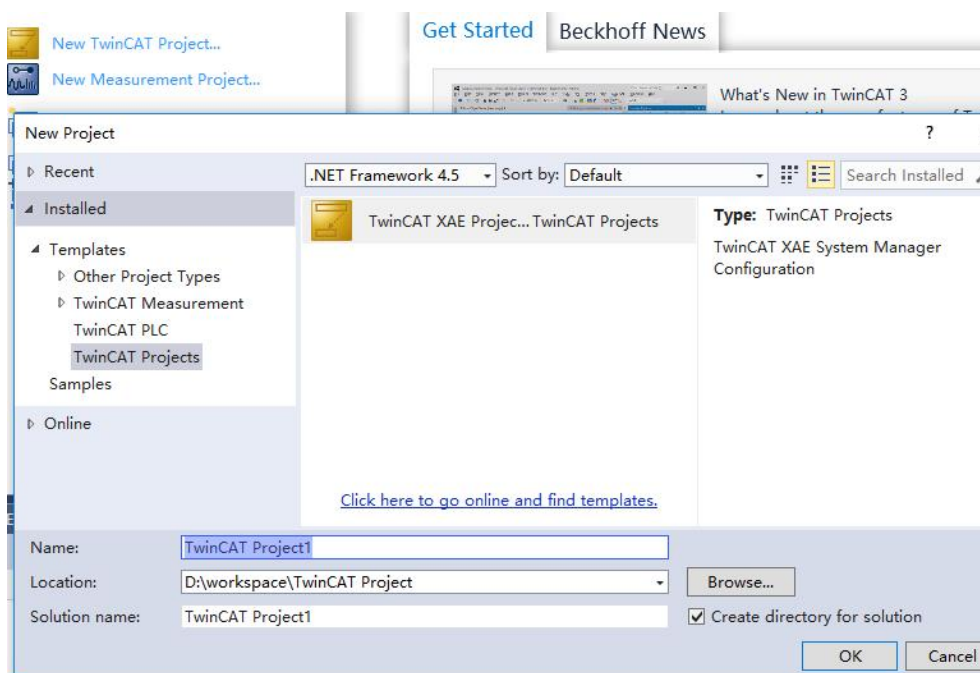 New TwinCAT Project...
New Measurement Project...
Get Started
Beckhoff News
What's New in TwinCAT 3
New Project
?
Recent
Installed
Templates
Other Project Types
TwinCAT Measurement
TwinCAT PLC
TwinCAT Projects
Samples
Online
.NET Framework 4.5
Sort by:
Default
Search Installed
TwinCAT XAE Projec... TwinCAT Projects
Type: TwinCAT Projects
TwinCAT XAE System Manager
Configuration
Click here to go online and find templates.
Name:
TwinCAT Project1
Location:
D:\workspace\TwinCAT Project
Browse...
Solution name:
TwinCAT Project1
Create directory for solution
OK
Cancel